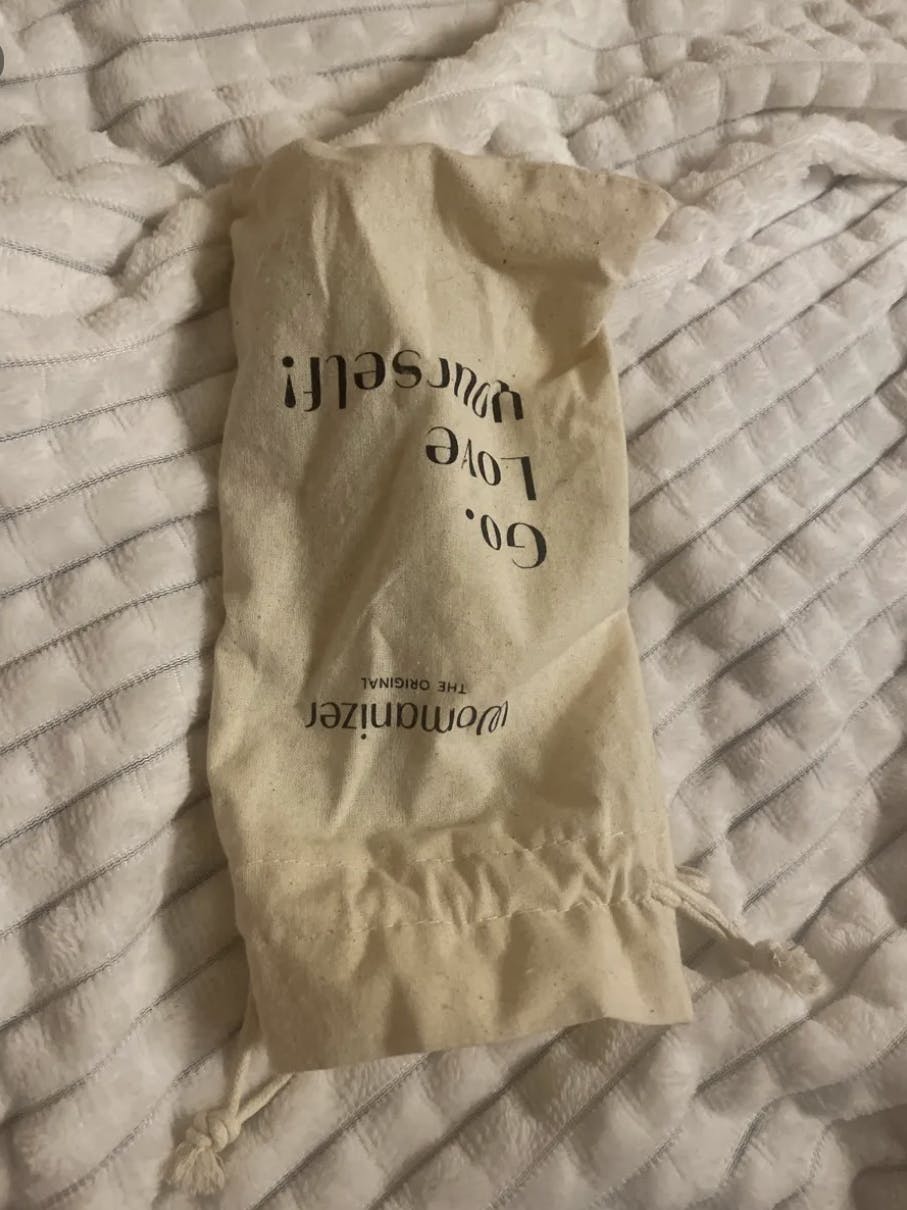 Womanizer
THE ORIGINAL
Go.
Love
yourself!